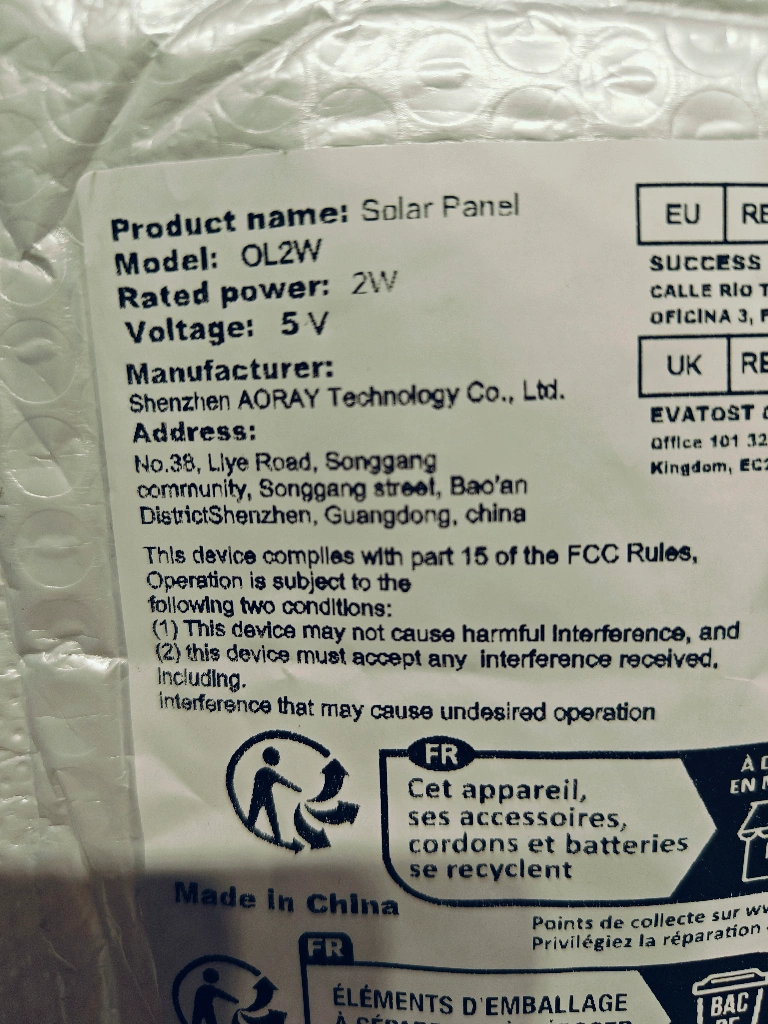 Product name: Solar Panel
Model: OL2W
Rated power: 2W
Voltage: 5V
Manufacturer:
Shenzhen AORAY Technology Co., Ltd.
Address:
No.38, Liye Road, Songgang
community, Songgang street, Bao'an
DistrictShenzhen, Guangdong, china
This device complies with part 15 of the FCC Rules,
Operation is subject to the
following two conditions:
(1) This device may not cause harmful Interference, and
(2) this device must accept any interference received,
Including.
interference that may cause undesired operation
EU
SUCCESS
CALLE RIO
OFICINA 3,
UK
EVATOST
Office 101 32
Kingdom,
FR
Cet appareil,
ses accessoires,
cordons et batteries
se recyclent
EN
Made in China
Points de collecte sur
Privilégiez la réparation
FR
ÉLÉMENTS D'EMBALLAGE
BAC